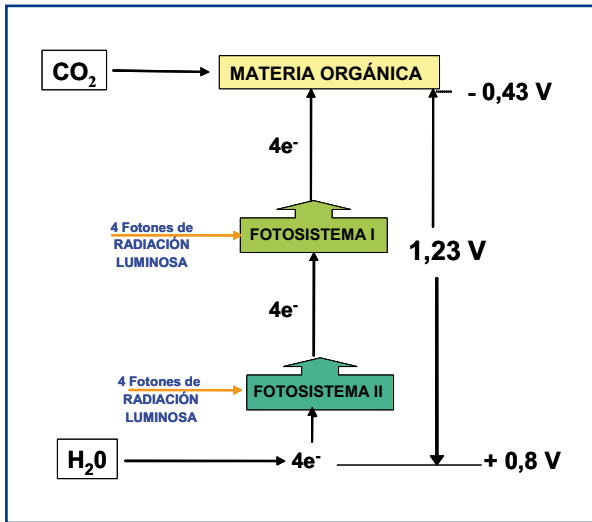 CO₂
MATERIA ORGÁNICA
- 0,43 V
4e⁻
4 Fotones de
RADIACIÓN
LUMINOSA
FOTOSISTEMA I
1,23 V
4e⁻
4 Fotones de
RADIACIÓN
LUMINOSA
FOTOSISTEMA II
H₂0
4e⁻
+ 0,8 V